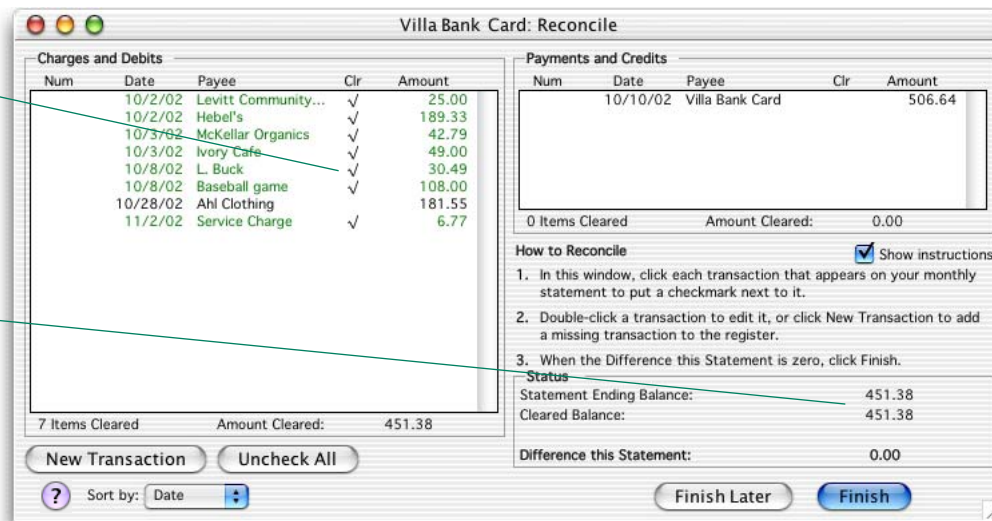 Villa Bank Card: Reconcile
Charges and Debits
Num Date Payee Clr Amount
10/2/02 Levitt Community... √ 25.00
10/2/02 Hebel's √ 189.33
10/3/02 McKellar Organics √ 42.79
10/3/02 Ivory Cafe √ 49.00
10/8/02 L. Buck √ 30.49
10/8/02 Baseball game √ 108.00
10/28/02 Ahl Clothing 181.55
11/2/02 Service Charge √ 6.77
7 Items Cleared Amount Cleared: 451.38
New Transaction Uncheck All
? Sort by: Date
Payments and Credits
Num Date Payee Clr Amount
10/10/02 Villa Bank Card 506.64
0 Items Cleared Amount Cleared: 0.00
How to Reconcile Show instructions
1. In this window, click each transaction that appears on your monthly
statement to put a checkmark next to it.
2. Double-click a transaction to edit it, or click New Transaction to add
a missing transaction to the register.
3. When the Difference this Statement is zero, click Finish.
Status
Statement Ending Balance: 451.38
Cleared Balance: 451.38
Difference this Statement: 0.00
Finish Later Finish